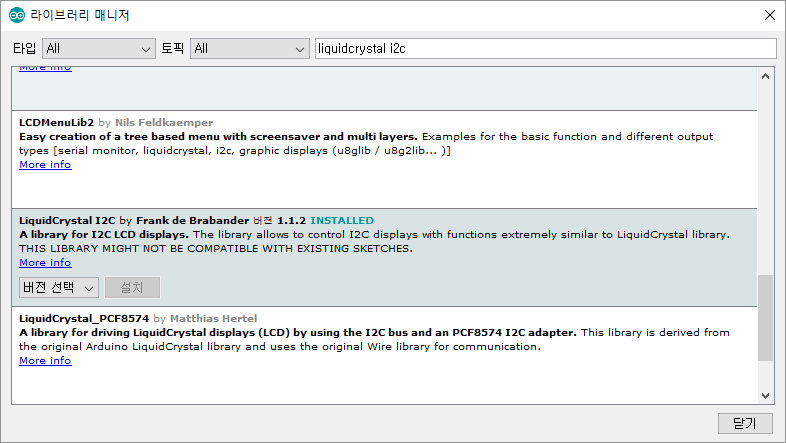 라이브러리 매니저
타입 All 토픽 All liquidcrystal i2c
More info
LCDMenuLib2 by Nils Feldkaemper
Easy creation of a tree based menu with screensaver and multi layers. Examples for the basic function and different output
types [serial monitor, liquidcrystal, i2c, graphic displays (u8glib / u8g2lib... )]
More info
LiquidCrystal I2C by Frank de Brabander 버전 1.1.2 INSTALLED
A library for I2C LCD displays. The library allows to control I2C displays with functions extremely similar to LiquidCrystal library.
THIS LIBRARY MIGHT NOT BE COMPATIBLE WITH EXISTING SKETCHES.
More info
버전 선택 설치
LiquidCrystal_PCF8574 by Matthias Hertel
A library for driving LiquidCrystal displays (LCD) by using the I2C bus and an PCF8574 I2C adapter. This library is derived from
the original Arduino LiquidCrystal library and uses the original Wire library for communication.
More info
닫기